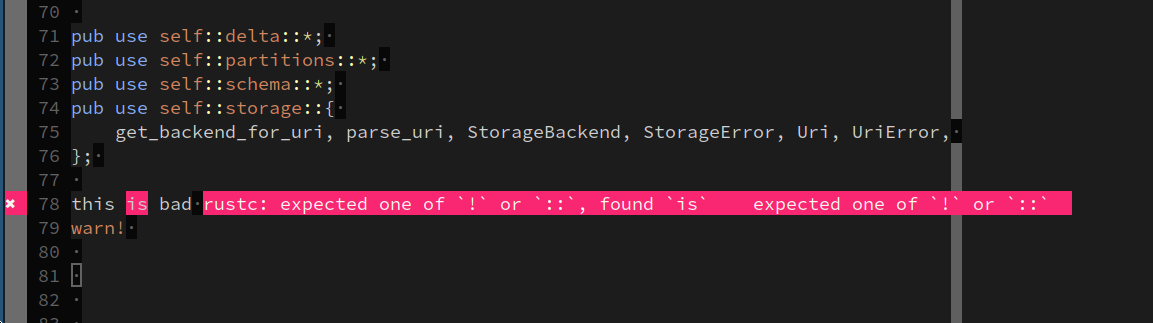 70
71 pub use self::delta::*;
72 pub use self::partitions::*;
73 pub use self::schema::*;
74 pub use self::storage::{
75     get_backend_for_uri, parse_uri, StorageBackend, StorageError, Uri, UriError,
76 };
77
✖ 78 this is bad rustc: expected one of `!` or `::`, found `is`    expected one of `!` or `::`
79 warn!
80
81
82